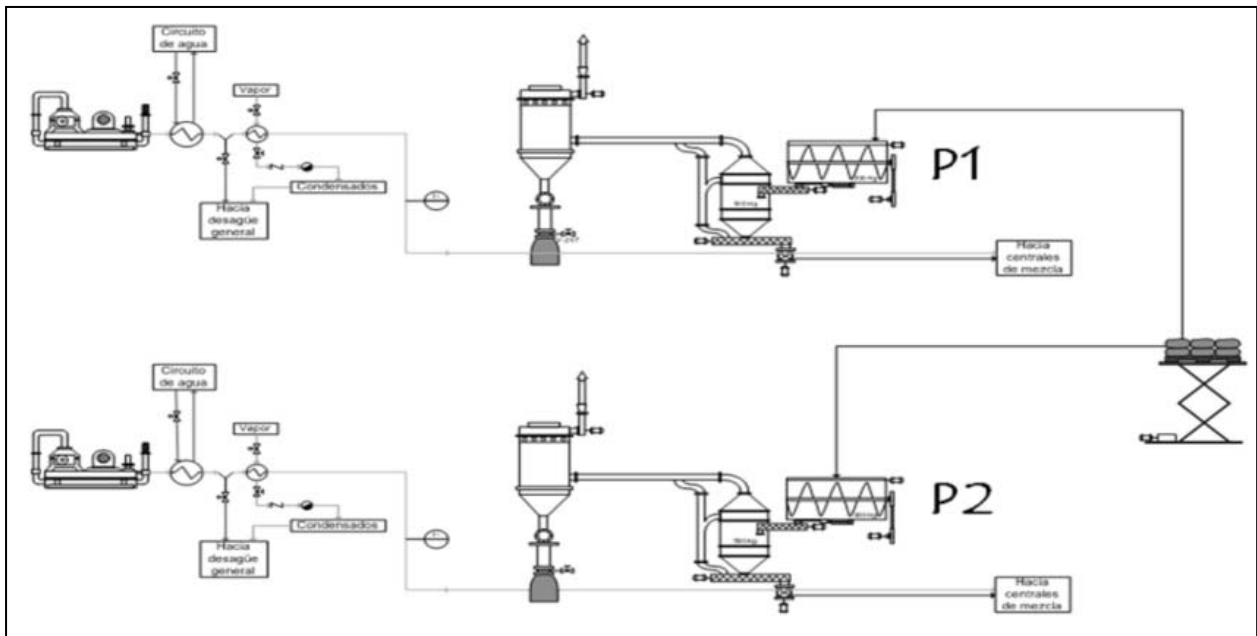 Circuito
de agua
Vapor
Condensados
Hacia
desagüe
general
P1
Hacia
centrales
de mezcla
Circuito
de agua
Vapor
Condensados
Hacia
desagüe
general
P2
Hacia
centrales
de mezcla